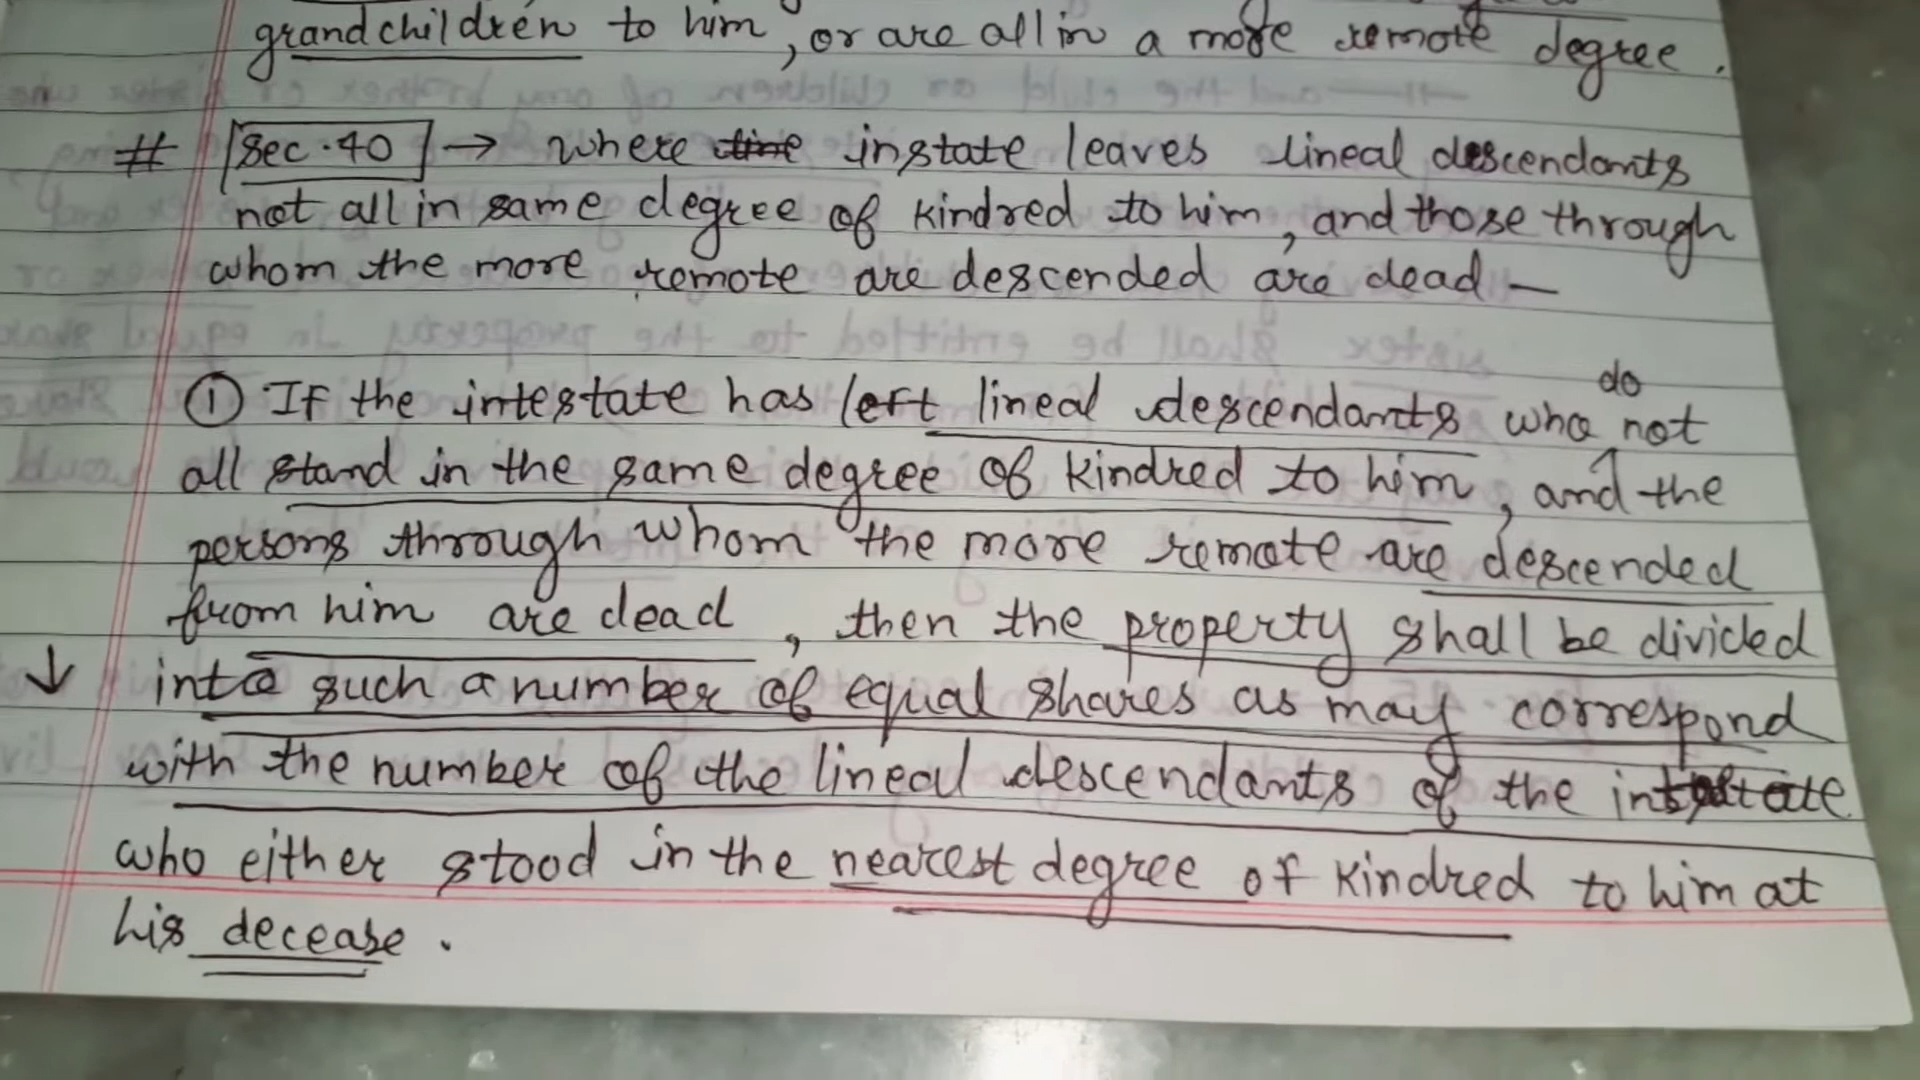 grandchildren to him, or are all in a more remote degree.
# Sec. 40 → where time instate leaves lineal descendants
not all in same degree of kindred to him, and those through
whom the more remote are descended are dead —
do
① If the intestate has left lineal descendants who not
all stand in the same degree of kindred to him, and the
persons through whom the more remote are descended
from him are dead, then the property shall be divided
↓ into such a number of equal shares as may correspond
with the number of the lineal descendants of the intestate
who either stood in the nearest degree of kindred to him at
his decease.